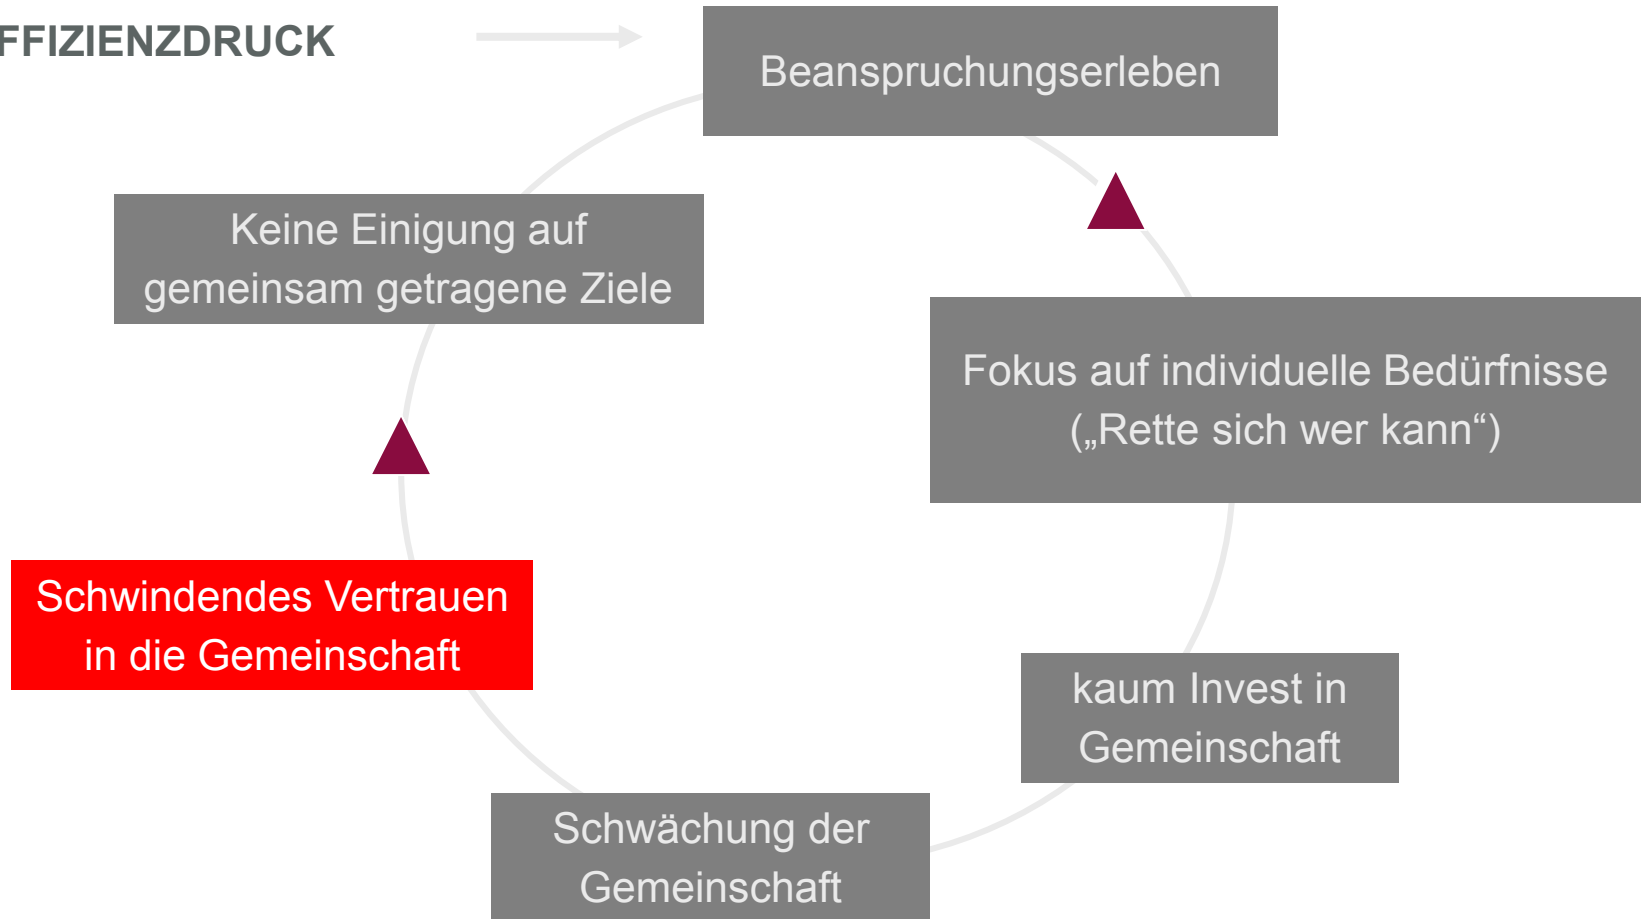 FFIZIENZDRUCK
Beanspruchungserleben
Keine Einigung auf
gemeinsam getragene Ziele
Fokus auf individuelle Bedürfnisse
(„Rette sich wer kann“)
Schwindendes Vertrauen
in die Gemeinschaft
kaum Invest in
Gemeinschaft
Schwächung der
Gemeinschaft